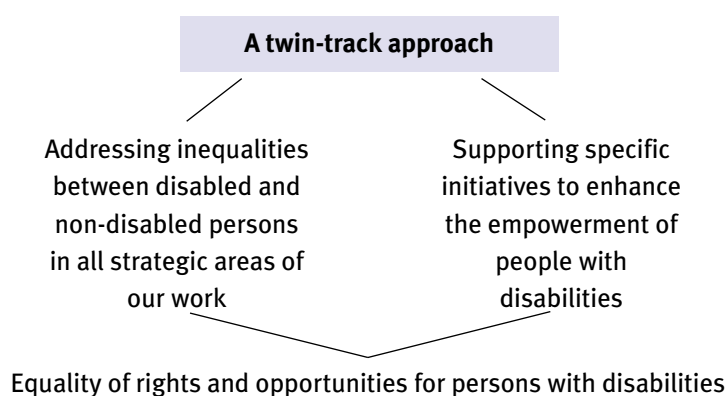 A twin-track approach
Addressing inequalities
between disabled and
non-disabled persons
in all strategic areas of
our work
Supporting specific
initiatives to enhance
the empowerment of
people with
disabilities
Equality of rights and opportunities for persons with disabilities